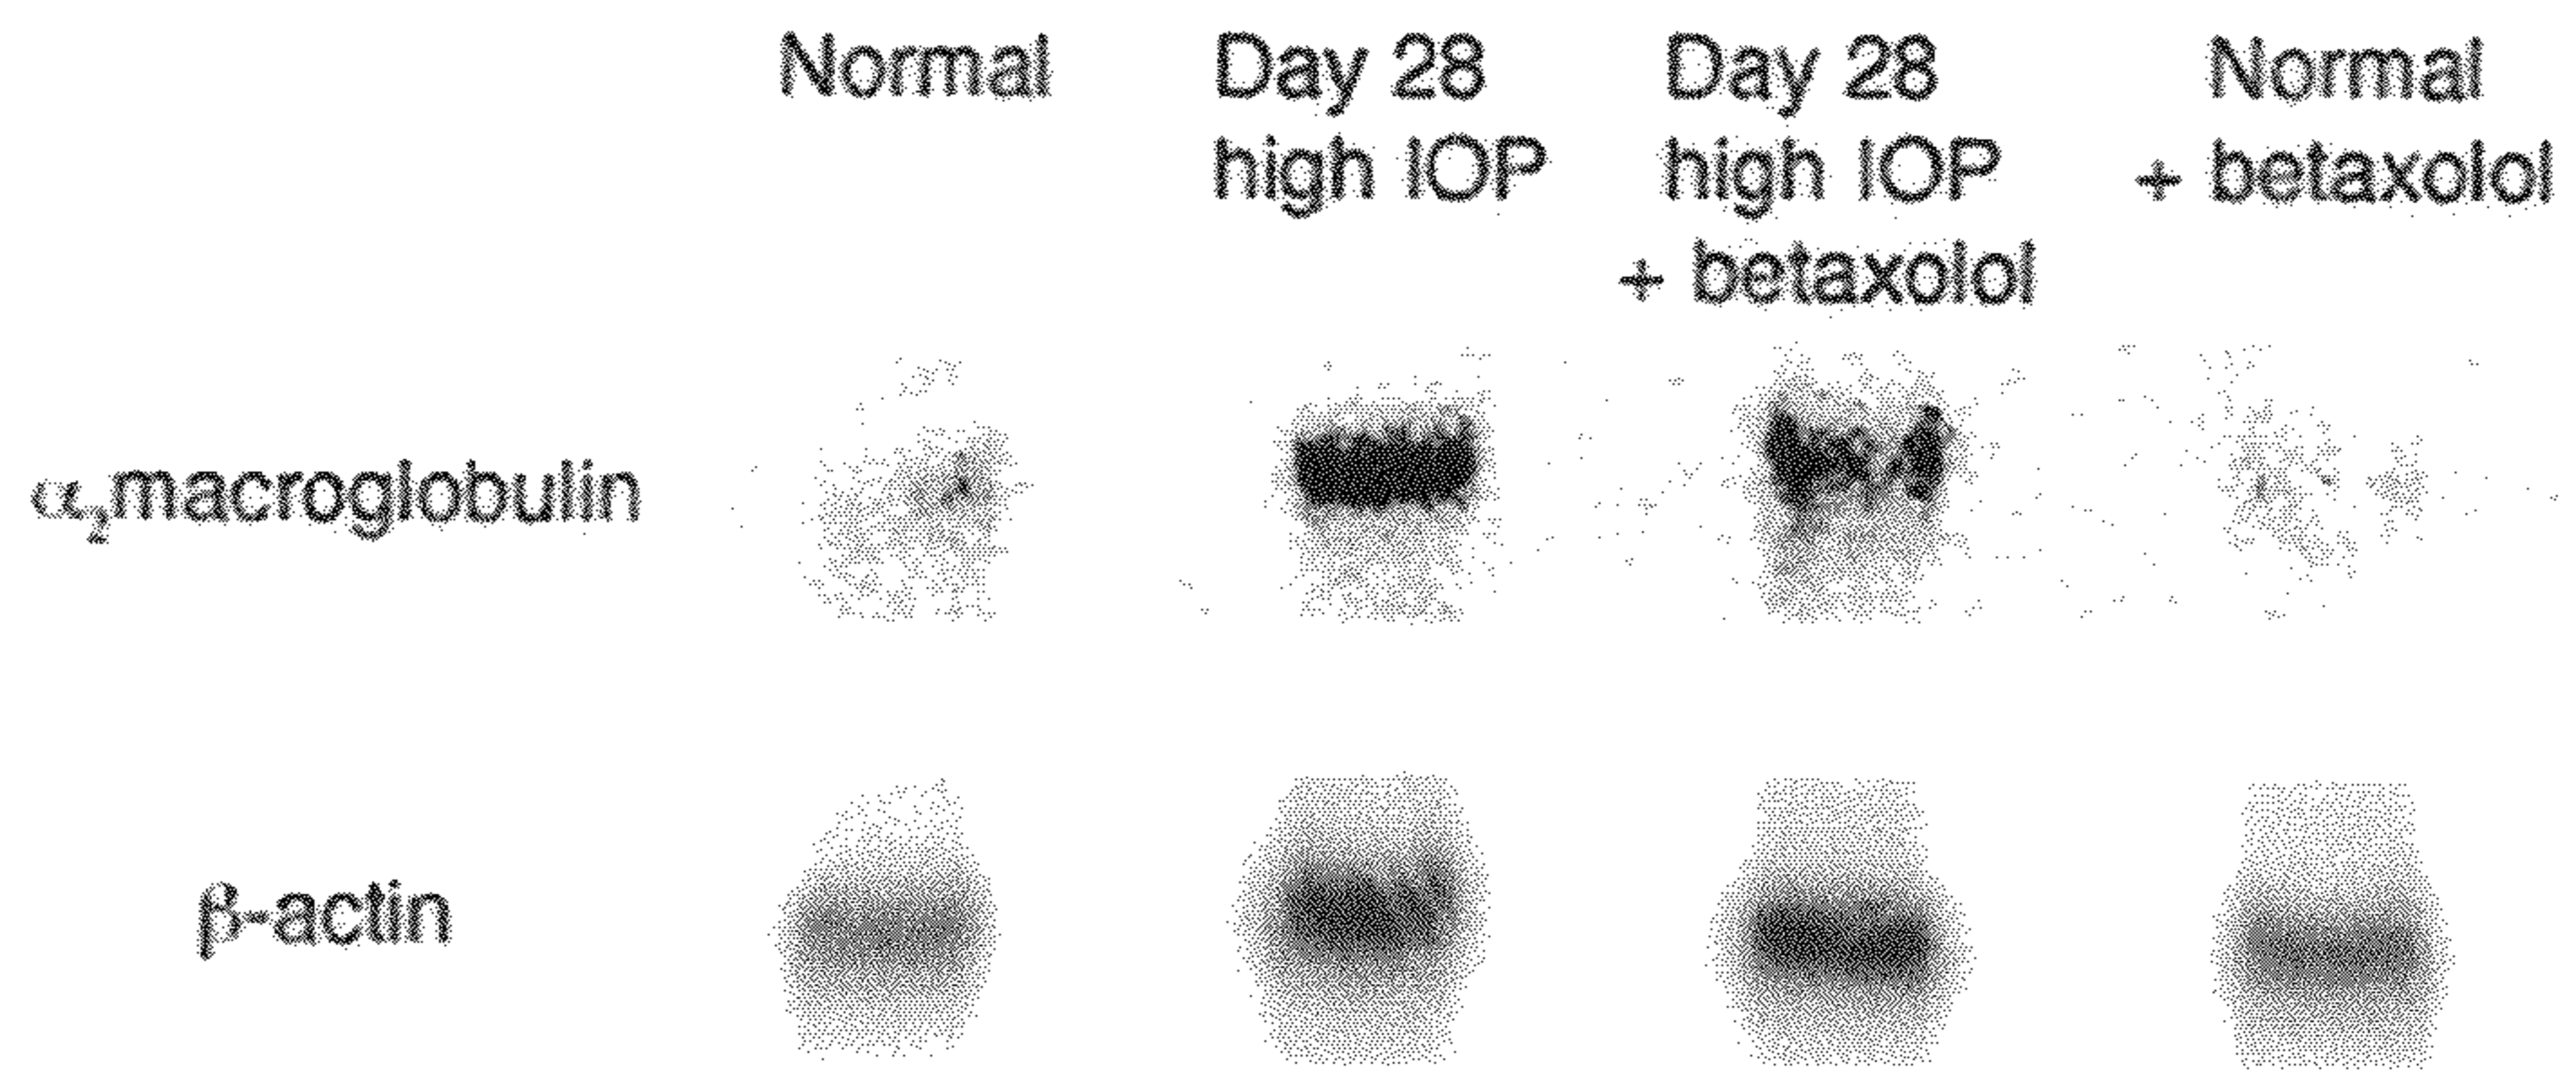 Normal
Day 28
high IOP
Day 28
high IOP
+ betaxolol
Normal
+ betaxolol
α₂macroglobulin
β-actin